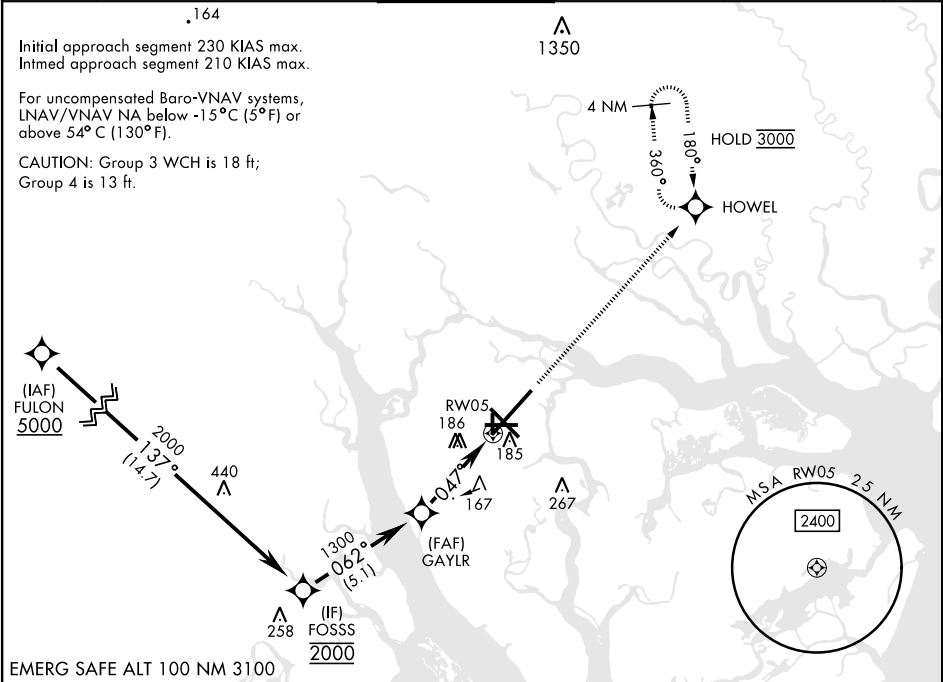 164
Initial approach segment 230 KIAS max.
Intmed approach segment 210 KIAS max.
For uncompensated Baro-VNAV systems,
LNAV/VNAV NA below -15°C (5°F) or
above 54°C (130°F).
CAUTION: Group 3 WCH is 18 ft;
Group 4 is 13 ft.
1350
4 NM
360°
180°
HOLD 3000
HOWEL
(IAF)
FULON
5000
2000
137°
(14.7)
440
RW05
186
185
047°
167
267
(FAF)
GAYLR
1300
062°
(5.1)
258
(IF)
FOSSS
2000
MSA RW05 25 NM
2400
EMERG SAFE ALT 100 NM 3100